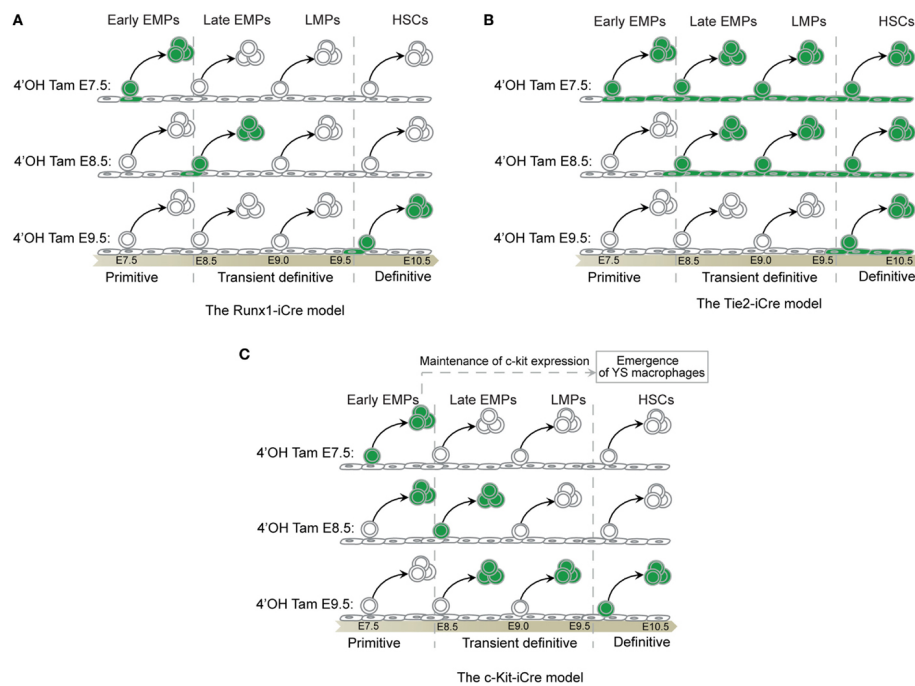 A
Early EMPs Late EMPs LMPs HSCs
4'OH Tam E7.5:
4'OH Tam E8.5:
4'OH Tam E9.5:
E7.5 E8.5 E9.0 E9.5 E10.5
Primitive Transient definitive Definitive
The Runx1-iCre model
B
Early EMPs Late EMPs LMPs HSCs
4'OH Tam E7.5:
4'OH Tam E8.5:
4'OH Tam E9.5:
E7.5 E8.5 E9.0 E9.5 E10.5
Primitive Transient definitive Definitive
The Tie2-iCre model
C
Maintenance of c-kit expression
Emergence
of YS macrophages
Early EMPs Late EMPs LMPs HSCs
4'OH Tam E7.5:
4'OH Tam E8.5:
4'OH Tam E9.5:
E7.5 E8.5 E9.0 E9.5 E10.5
Primitive Transient definitive Definitive
The c-Kit-iCre model